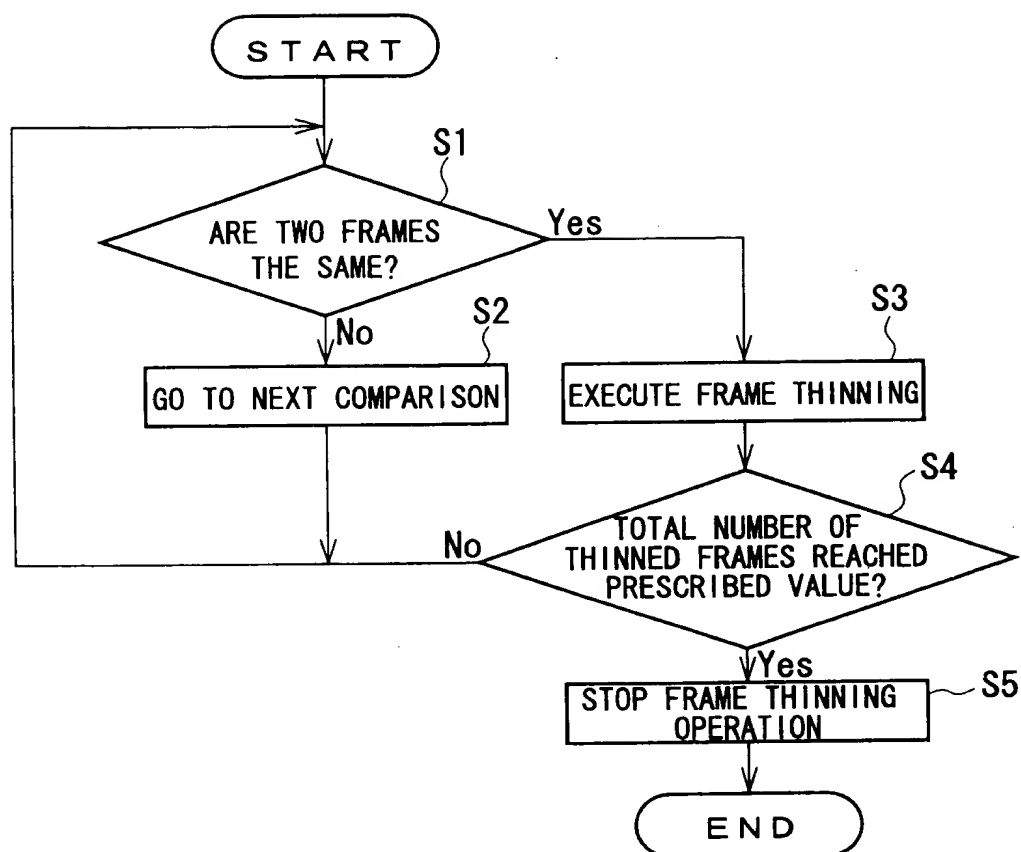 START
S1
ARE TWO FRAMES
THE SAME?
Yes
No
S2
GO TO NEXT COMPARISON
S3
EXECUTE FRAME THINNING
S4
TOTAL NUMBER OF
THINNED FRAMES REACHED
PRESCRIBED VALUE?
No
Yes
S5
STOP FRAME THINNING
OPERATION
END